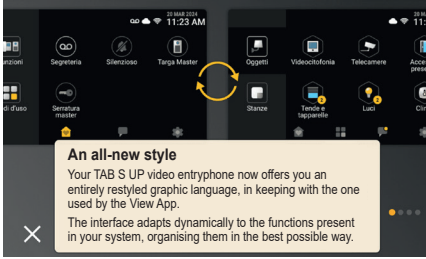 20 MAR 2024
11:23 AM
20 MAR 2024
Segreteria
Silenzioso
Targa Master
Oggetti
Videocitofonia
Telecamere
Serratura
master
Stanze
Tende e
tapparelle
Luci
An all-new style
Your TAB S UP video entryphone now offers you an
entirely restyled graphic language, in keeping with the one
used by the View App.
The interface adapts dynamically to the functions present
in your system, organising them in the best possible way.